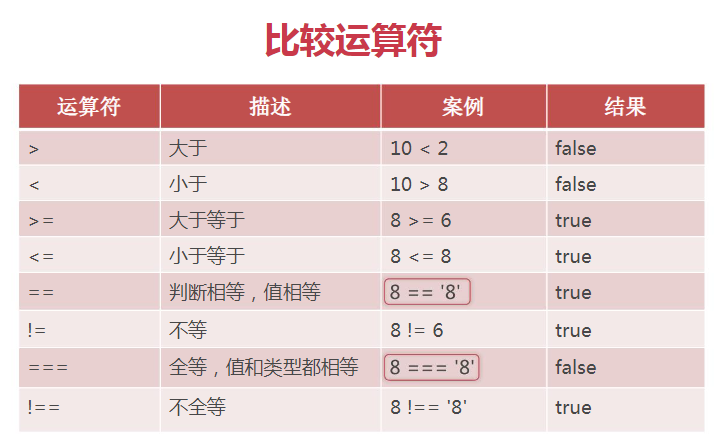 比较运算符
运算符 描述 案例 结果
> 大于 10 < 2 false
< 小于 10 > 8 false
>= 大于等于 8 >= 6 true
<= 小于等于 8 <= 8 true
== 判断相等，值相等 8 == '8' true
!= 不等 8 != 6 true
=== 全等，值和类型都相等 8 === '8' false
!== 不全等 8 !== '8' true